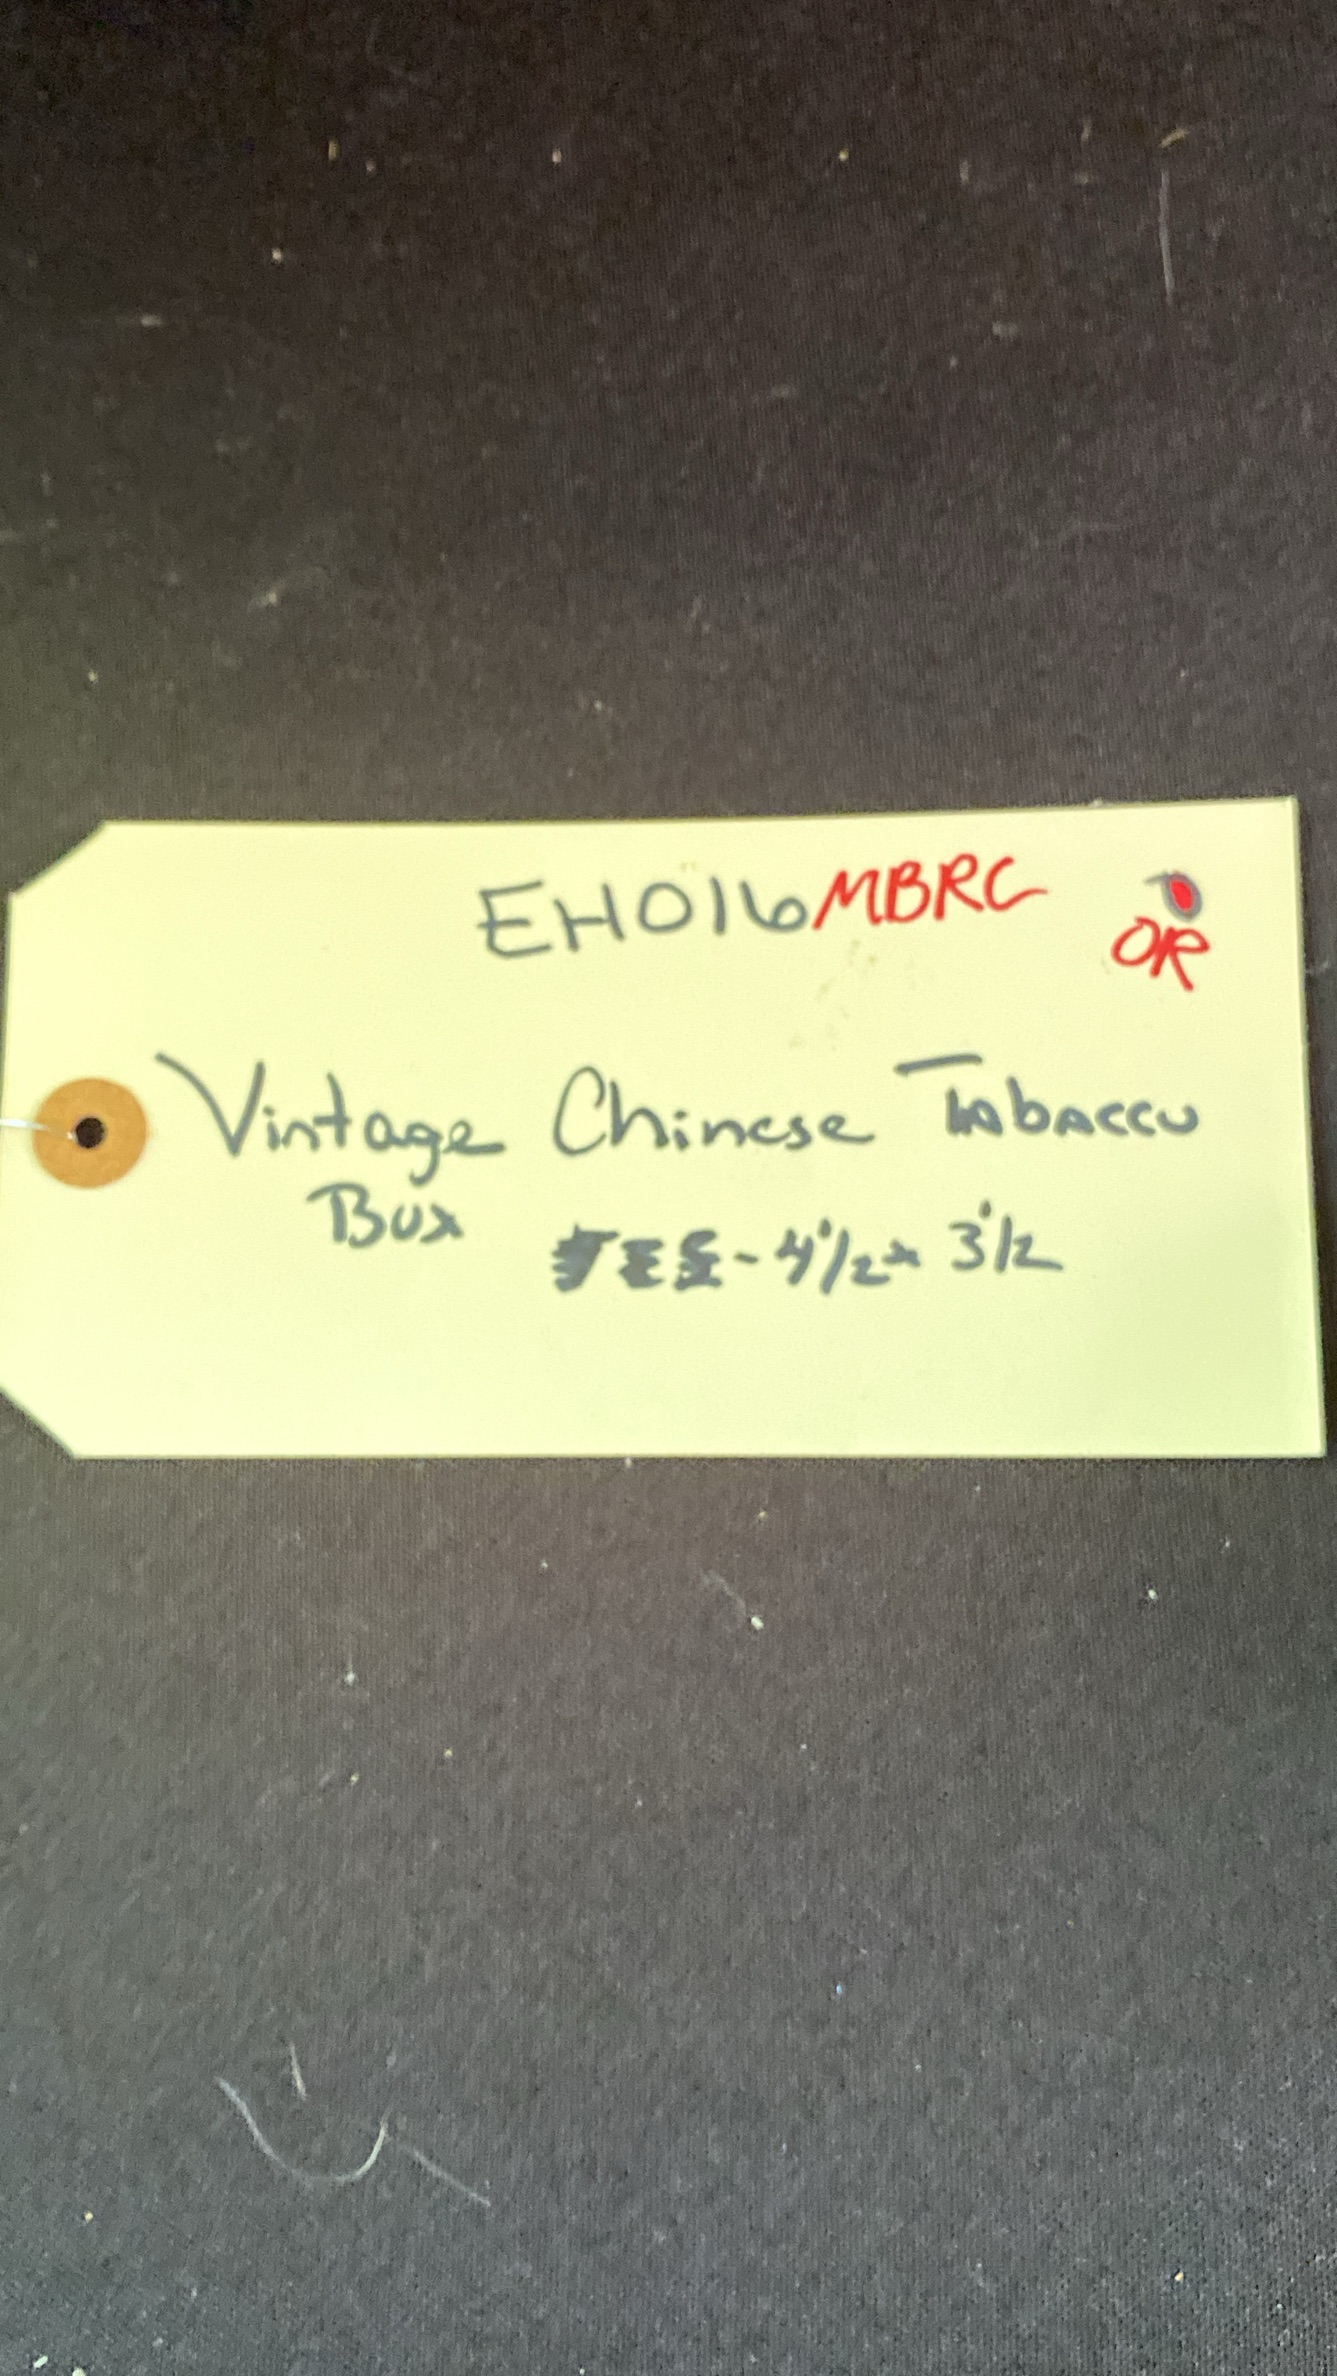 EH016MBRC
OR
Vintage Chinese Tabaccu
Box
- 4 1/2 x 3 1/2